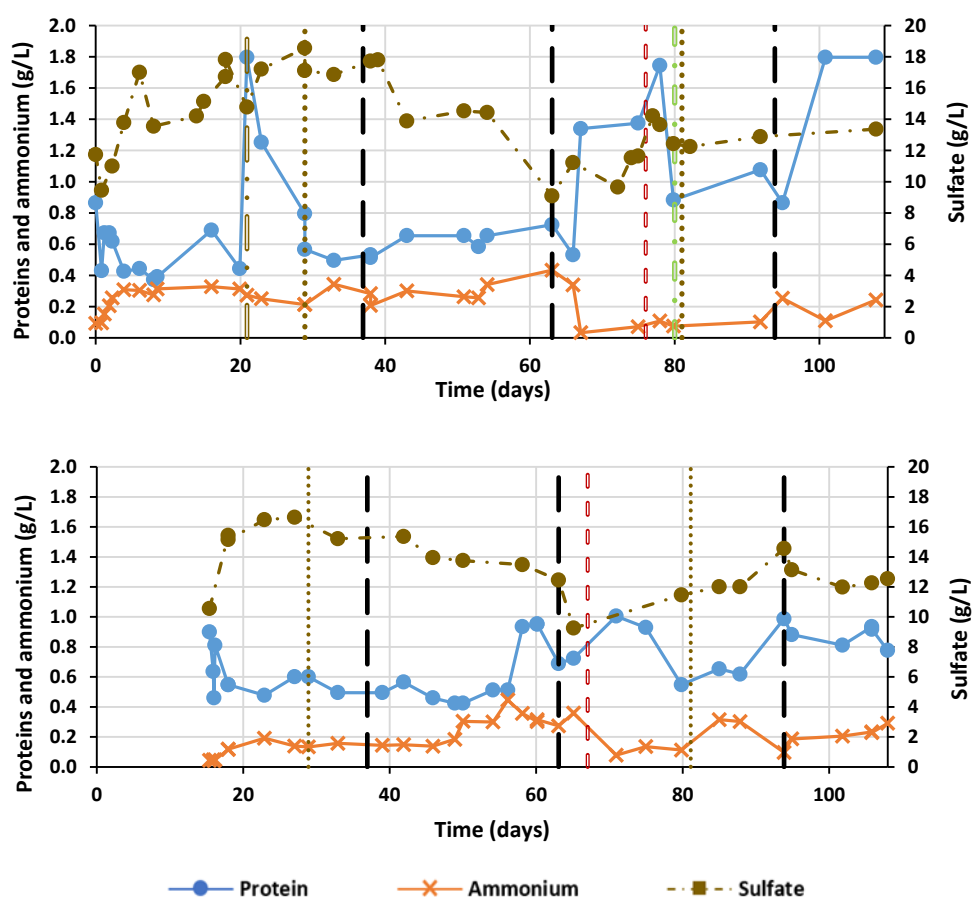 Proteins and ammonium (g/L)
2.0 1.8 1.6 1.4 1.2 1.0 0.8 0.6 0.4 0.2 0.0
20 18 16 14 12 10 8 6 4 2 0
Sulfate (g/L)
0 20 40 60 80 100
Time (days)
Proteins and ammonium (g/L)
2.0 1.8 1.6 1.4 1.2 1.0 0.8 0.6 0.4 0.2 0.0
20 18 16 14 12 10 8 6 4 2 0
Sulfate (g/L)
0 20 40 60 80 100
Time (days)
Protein Ammonium Sulfate